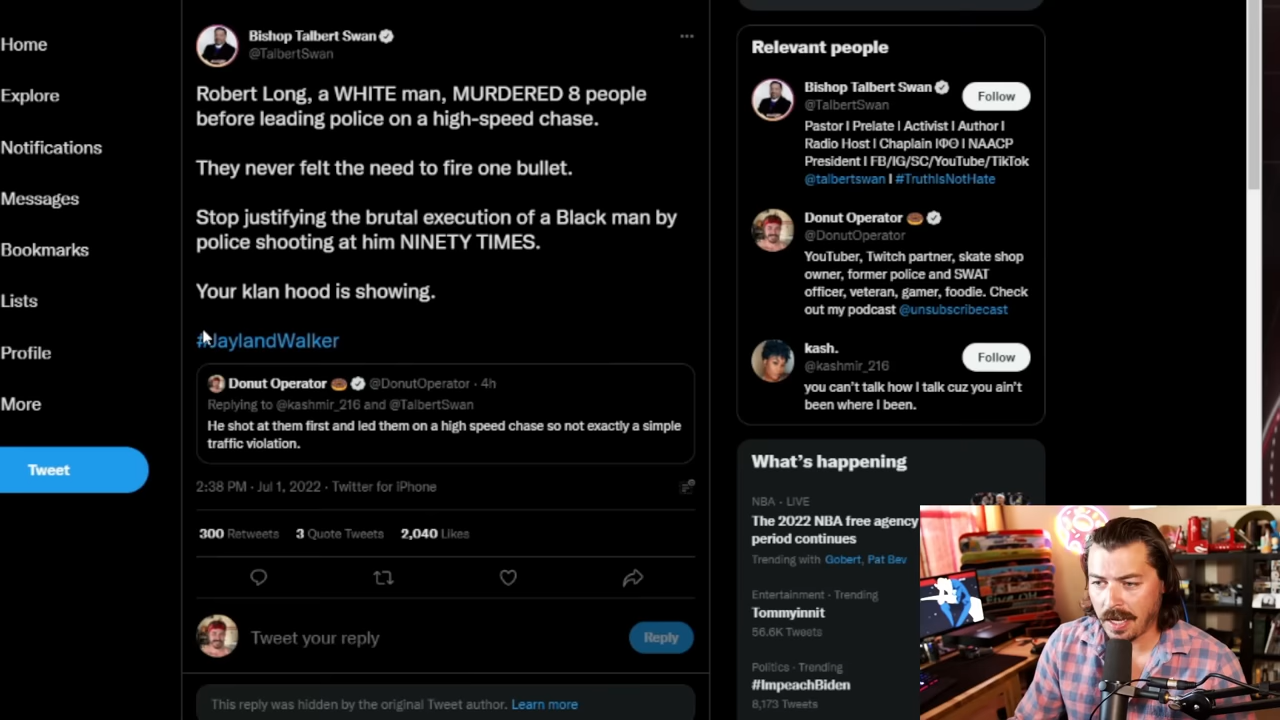 Home
Explore
Notifications
Messages
Bookmarks
Lists
Profile
More
Tweet
Bishop Talbert Swan
@TalbertSwan
Robert Long, a WHITE man, MURDERED 8 people
before leading police on a high-speed chase.
They never felt the need to fire one bullet.
Stop justifying the brutal execution of a Black man by
police shooting at him NINETY TIMES.
Your klan hood is showing.
#JaylandWalker
Donut Operator 🍩 @DonutOperator · 4h
Replying to @kashmir_216 and @TalbertSwan
He shot at them first and led them on a high speed chase so not exactly a simple
traffic violation.
2:38 PM · Jul 1, 2022 · Twitter for iPhone
300 Retweets 3 Quote Tweets 2,040 Likes
Tweet your reply
Reply
This reply was hidden by the original Tweet author. Learn more
Relevant people
Bishop Talbert Swan
@TalbertSwan
Follow
Pastor I Prelate I Activist I Author I
Radio Host I Chaplain IΦΘ I NAACP
President I FB/IG/SC/YouTube/TikTok
@talbertswan I #TruthIsNotHate
Donut Operator 🍩
@DonutOperator
YouTuber, Twitch partner, skate shop
owner, former police and SWAT
officer, veteran, gamer, foodie. Check
out my podcast @unsubscribecast
kash.
@kashmir_216
Follow
you can't talk how I talk cuz you ain't
been where I been.
What's happening
NBA · LIVE
The 2022 NBA free agency
period continues
Trending with Gobert, Pat Bev
Entertainment · Trending
Tommyinnit
56.6K Tweets
Politics · Trending
#ImpeachBiden
8,173 Tweets